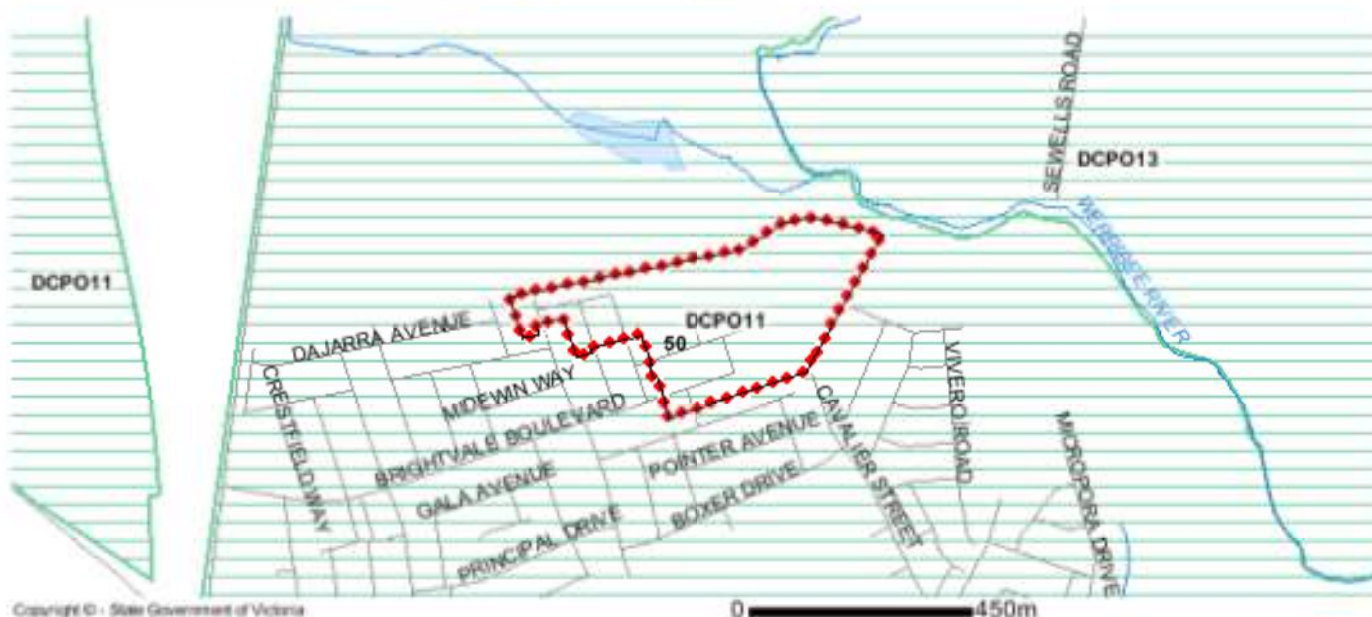 SEWELLS ROAD
DCPO13
WERRIBEE RIVER
DCPO11
DCPO11
50
DAJARRA AVENUE
MIDEWIN WAY
CRESTFIELD WAY
BRIGHTVALE BOULEVARD
GALA AVENUE
PRINCIPAL DRIVE
POINTER AVENUE
BOXER DRIVE
CAVALIER STREET
VIVERO ROAD
MICROPORA DRIVE
Copyright © - State Government of Victoria
0 450m